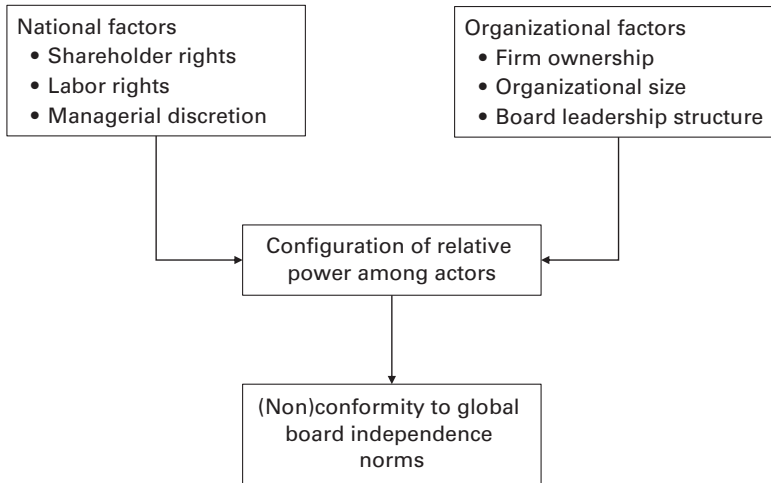 National factors
• Shareholder rights
• Labor rights
• Managerial discretion
Organizational factors
• Firm ownership
• Organizational size
• Board leadership structure
Configuration of relative
power among actors
(Non)conformity to global
board independence
norms